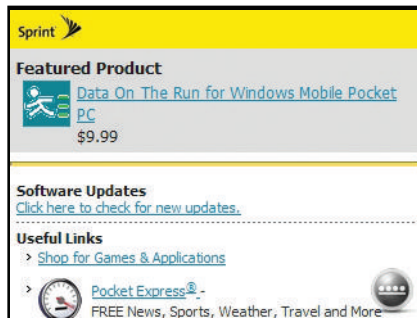 Sprint
Featured Product
Data On The Run for Windows Mobile Pocket
PC
$9.99
Software Updates
Click here to check for new updates.
Useful Links
› Shop for Games & Applications
› Pocket Express® -
FREE News, Sports, Weather, Travel and More